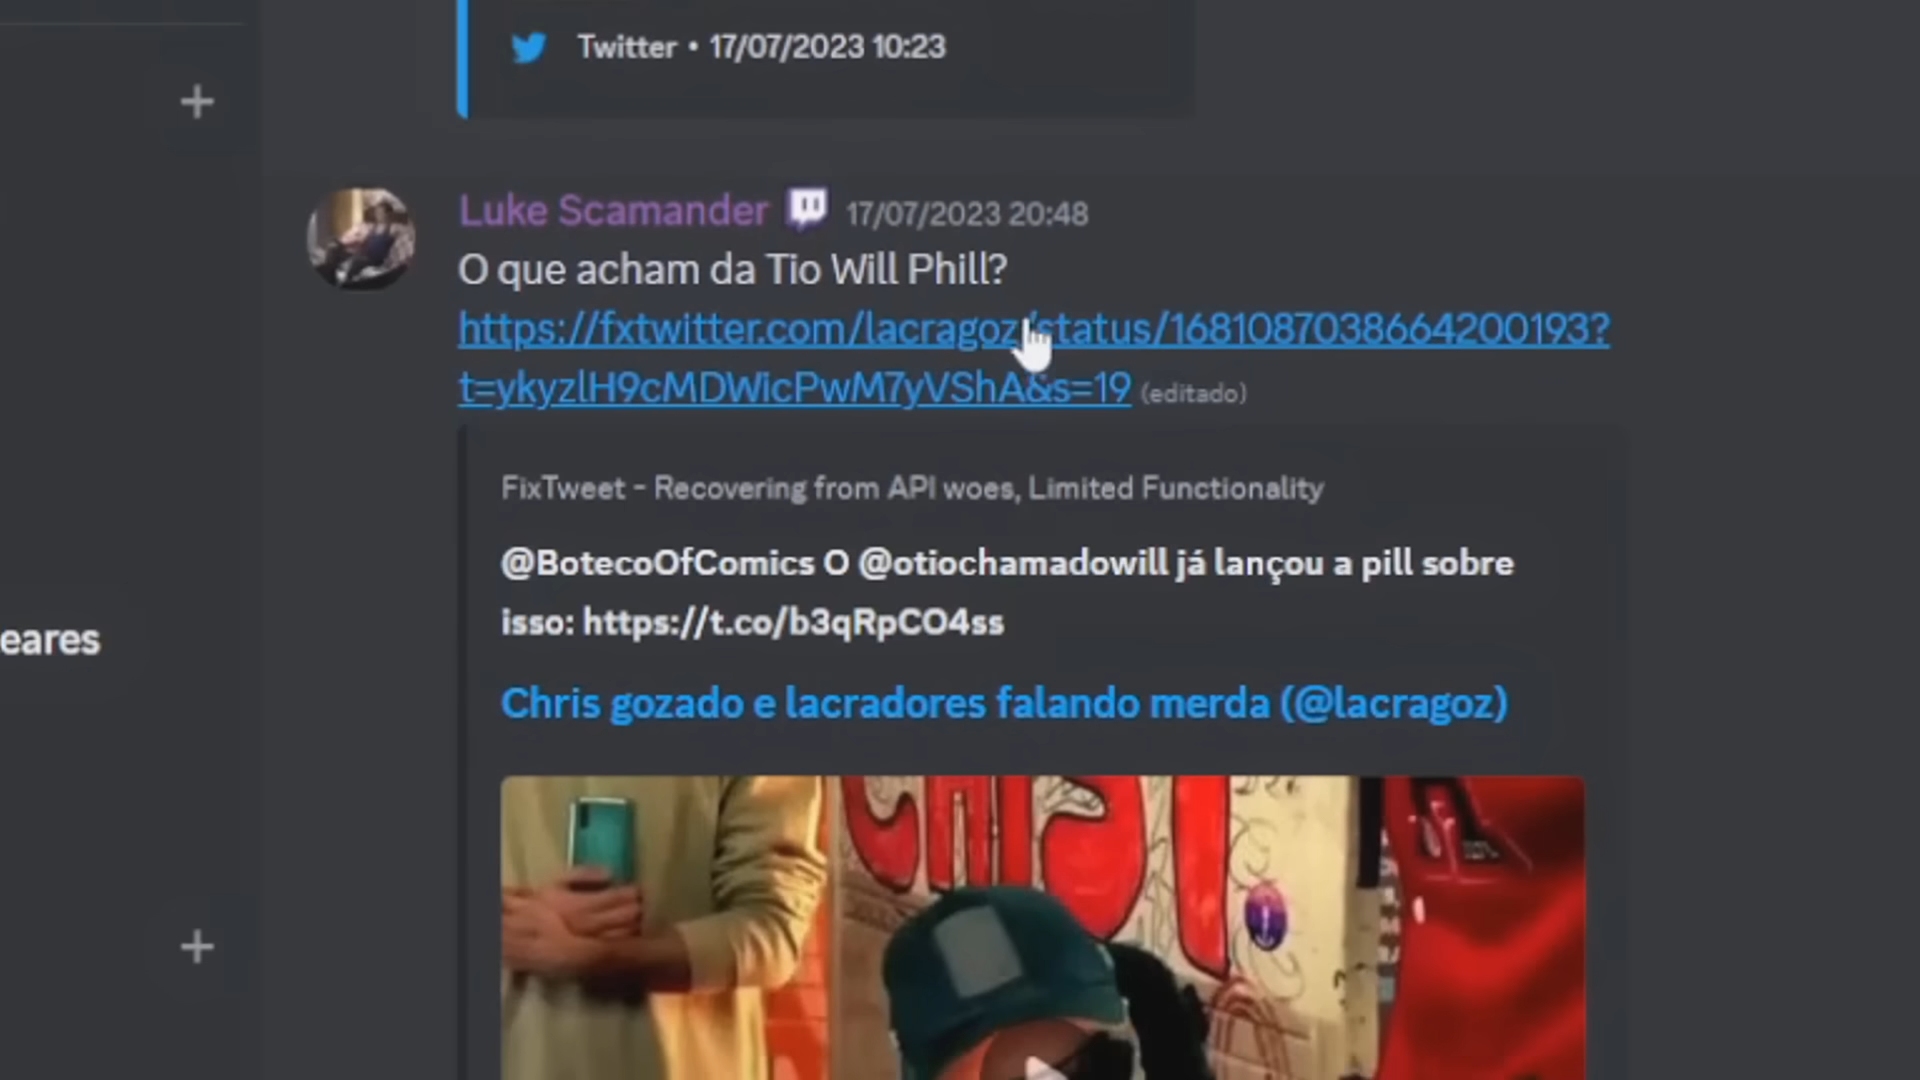 Twitter • 17/07/2023 10:23
Luke Scamander 17/07/2023 20:48
O que acham da Tio Will Phill?
https://fxtwitter.com/lacragoz/status/1681087038664200193?
t=ykyzlH9cMDWicPwM7yVShA&s=19 (editado)
FixTweet - Recovering from API woes, Limited Functionality
@BotecoOfComics O @otiochamadowill já lançou a pill sobre
isso: https://t.co/b3qRpCO4ss
eares
Chris gozado e lacradores falando merda (@lacragoz)